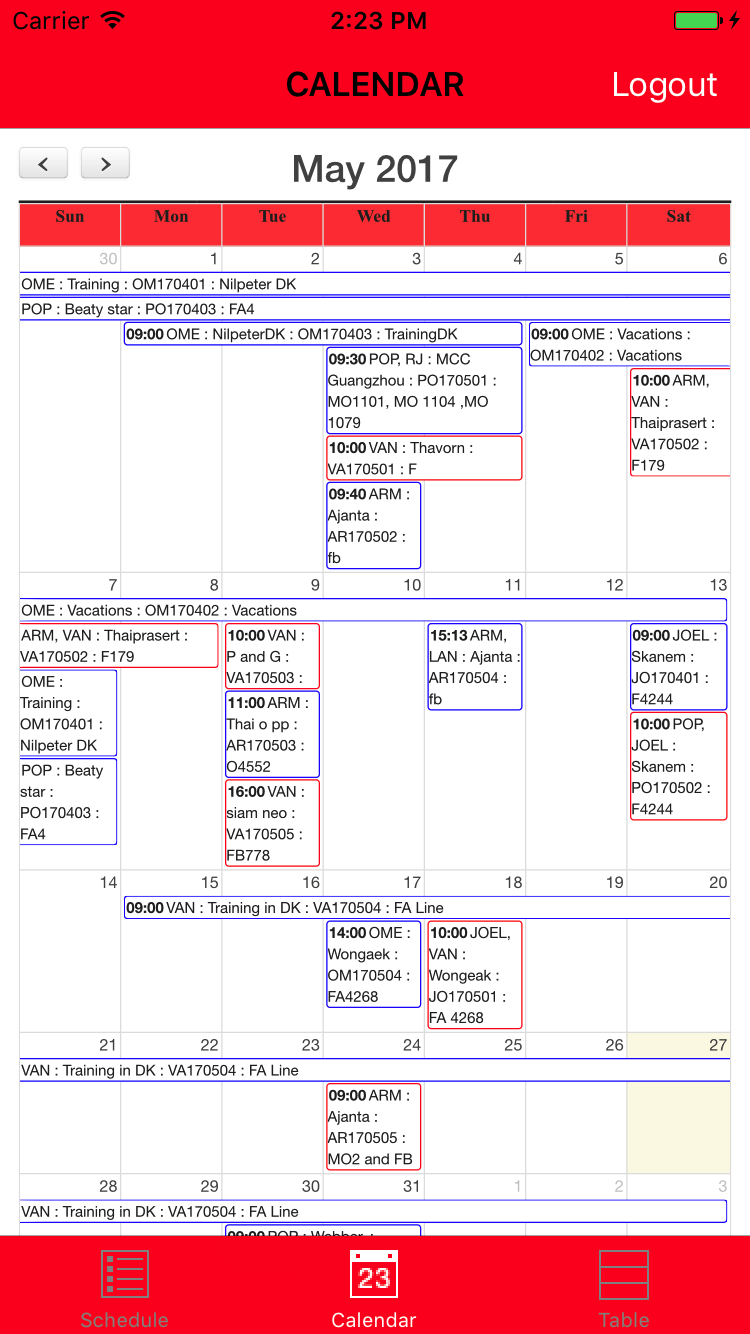 Carrier 2:23 PM
CALENDAR Logout
< > May 2017
Sun Mon Tue Wed Thu Fri Sat
30 1 2 3 4 5 6
OME : Training : OM170401 : Nilpeter DK
POP : Beaty star : PO170403 : FA4
09:00 OME : NilpeterDK : OM170403 : TrainingDK
09:00 OME : Vacations :
OM170402 : Vacations
09:30 POP, RJ : MCC
Guangzhou : PO170501 :
MO1101, MO 1104 ,MO
1079
10:00 ARM,
VAN :
Thaiprasert :
VA170502 :
F179
10:00 VAN : Thavorn :
VA170501 : F
09:40 ARM :
Ajanta :
AR170502 :
fb
7 8 9 10 11 12 13
OME : Vacations : OM170402 : Vacations
ARM, VAN : Thaiprasert :
VA170502 : F179
OME :
Training :
OM170401 :
Nilpeter DK
POP : Beaty
star :
PO170403 :
FA4
10:00 VAN :
P and G :
VA170503 :
11:00 ARM :
Thai o pp :
AR170503 :
O4552
16:00 VAN :
siam neo :
VA170505 :
FB778
15:13 ARM,
LAN : Ajanta :
AR170504 :
fb
09:00 JOEL :
Skanem :
JO170401 :
F4244
10:00 POP,
JOEL :
Skanem :
PO170502 :
F4244
14 15 16 17 18 19 20
09:00 VAN : Training in DK : VA170504 : FA Line
14:00 OME :
Wongaek :
OM170504 :
FA4268
10:00 JOEL,
VAN :
Wongeak :
JO170501 :
FA 4268
21 22 23 24 25 26 27
VAN : Training in DK : VA170504 : FA Line
09:00 ARM :
Ajanta :
AR170505 :
MO2 and FB
28 29 30 31 1 2 3
VAN : Training in DK : VA170504 : FA Line
09:00 POP : Webber :
23
Schedule Calendar Table